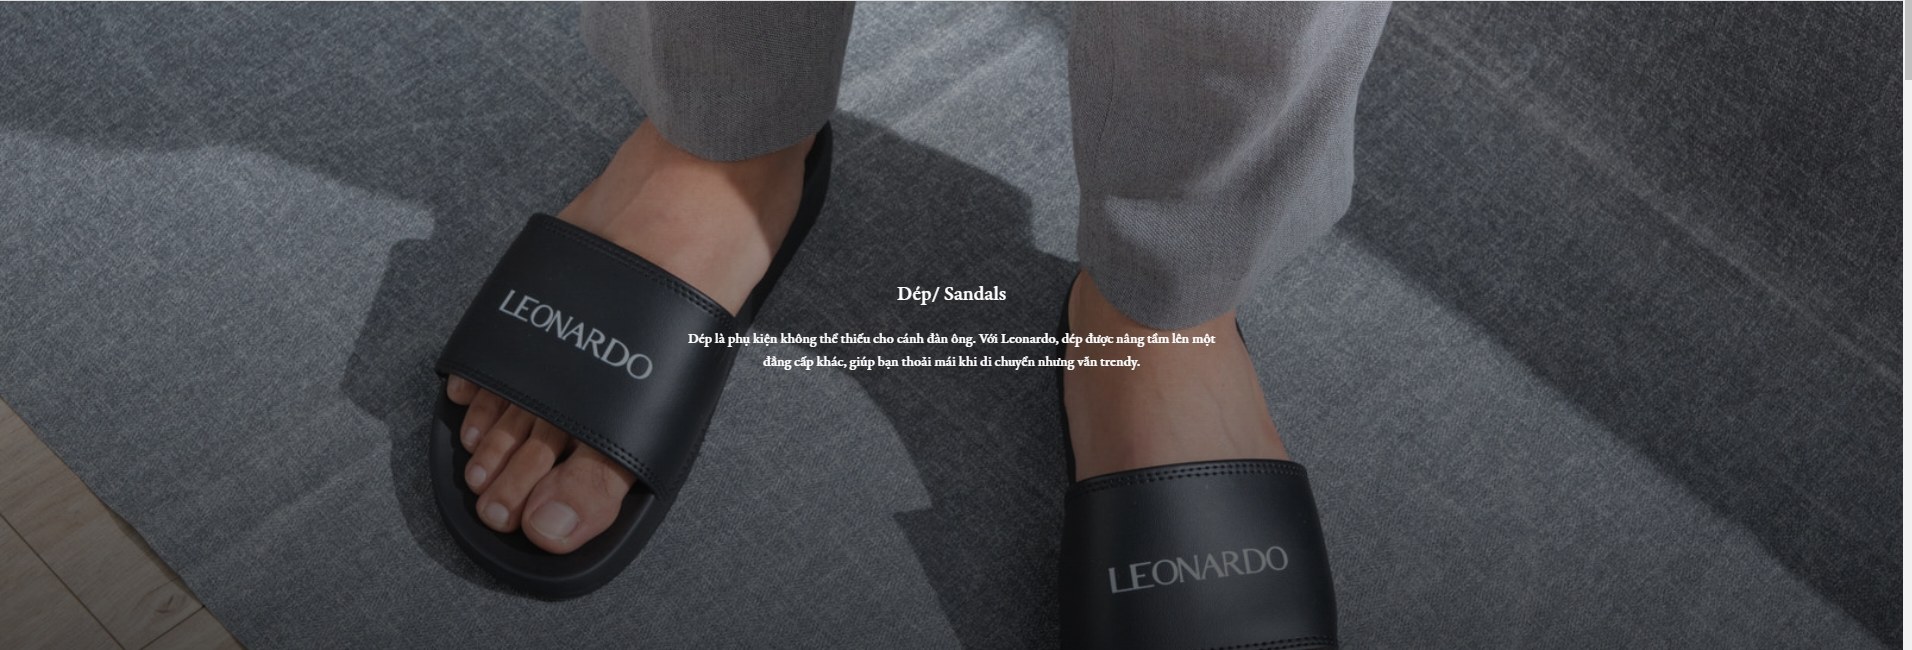 LEONARDO
Dép/ Sandals
Dép là phụ kiện không thể thiếu cho cánh đàn ông. Với Leonardo, dép được nâng tầm lên một
đẳng cấp khác, giúp bạn thoải mái khi di chuyển nhưng vẫn trendy.
LEONARDO